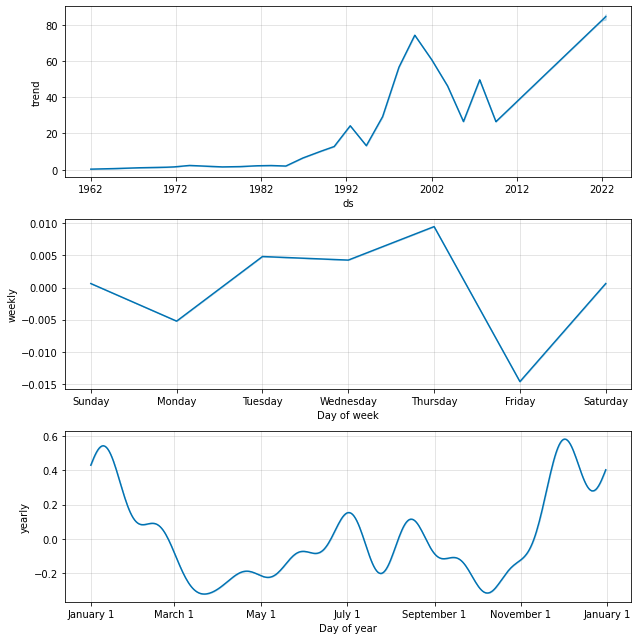 80
60
40
20
0
trend
1962 1972 1982 1992 2002 2012 2022
ds
0.010
0.005
0.000
−0.005
−0.010
−0.015
weekly
Sunday Monday Tuesday Wednesday Thursday Friday Saturday
Day of week
0.6
0.4
0.2
0.0
−0.2
yearly
January 1 March 1 May 1 July 1 September 1 November 1 January 1
Day of year